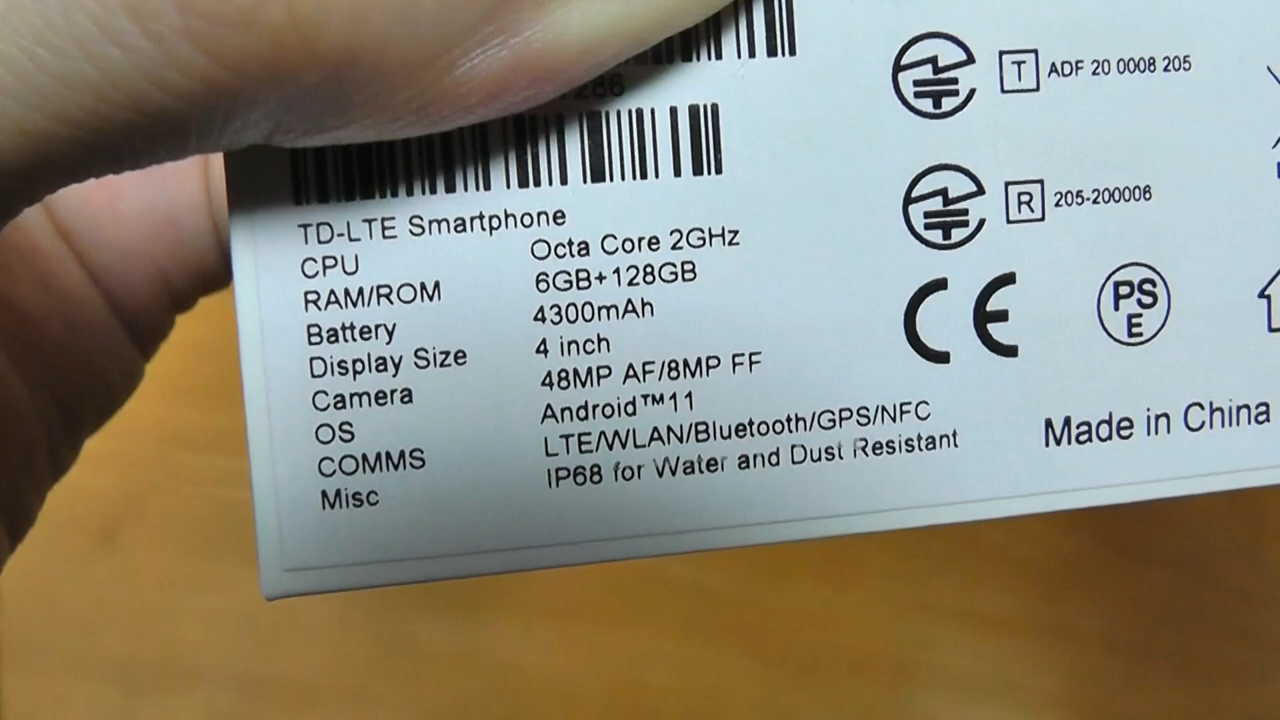 286
TD-LTE Smartphone
CPU Octa Core 2GHz
RAM/ROM 6GB+128GB
Battery 4300mAh
Display Size 4 inch
Camera 48MP AF/8MP FF
OS Android™11
COMMS LTE/WLAN/Bluetooth/GPS/NFC
Misc IP68 for Water and Dust Resistant
T ADF 20 0008 205
R 205-200006
CE
PS
E
Made in China